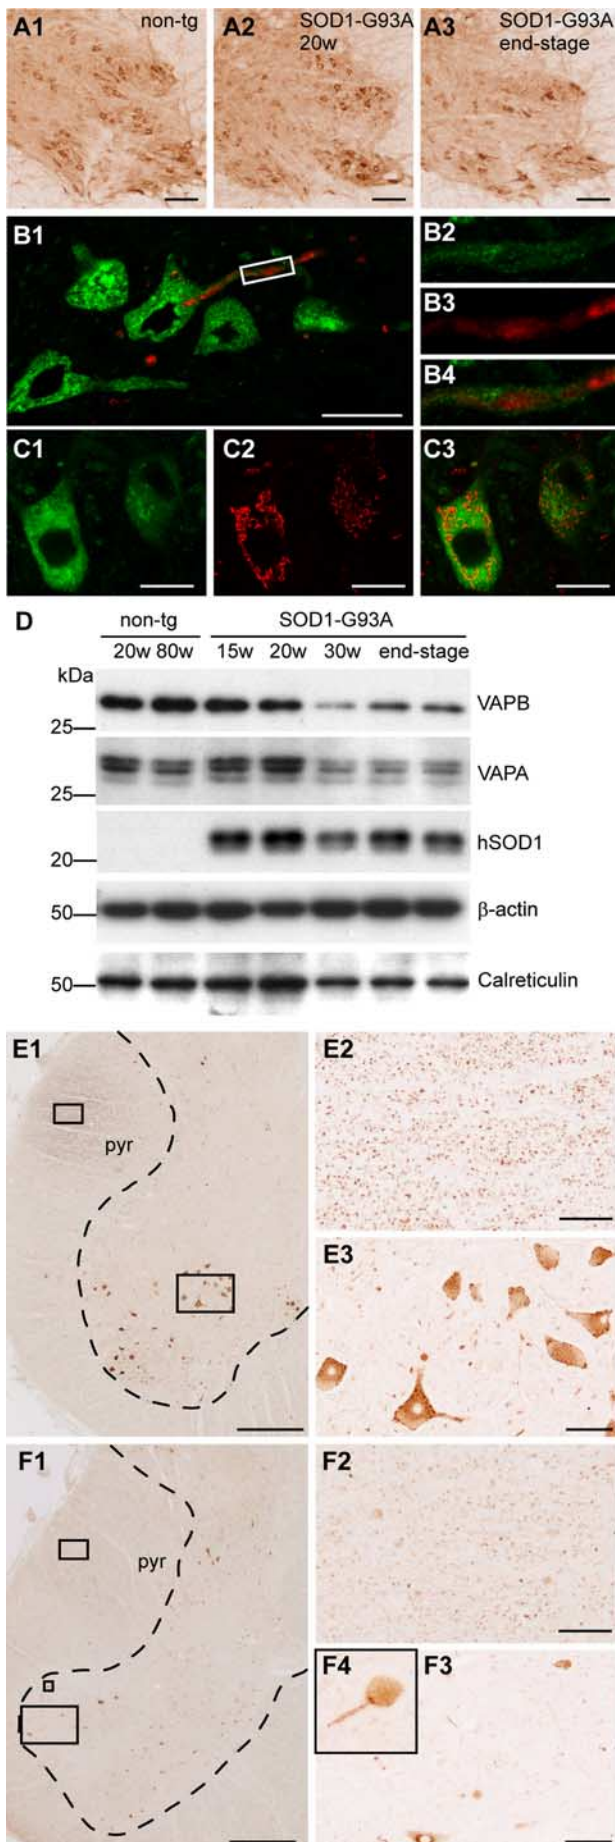 A1 non-tg
A2 SOD1-G93A
20w
A3 SOD1-G93A
end-stage
B1
B2
B3
B4
C1
C2
C3
D
non-tg SOD1-G93A
20w 80w 15w 20w 30w end-stage
kDa
VAPB
25
VAPA
25
hSOD1
20
50 β-actin
50 Calreticulin
E1
pyr
E2
E3
F1
pyr
F2
F4
F3